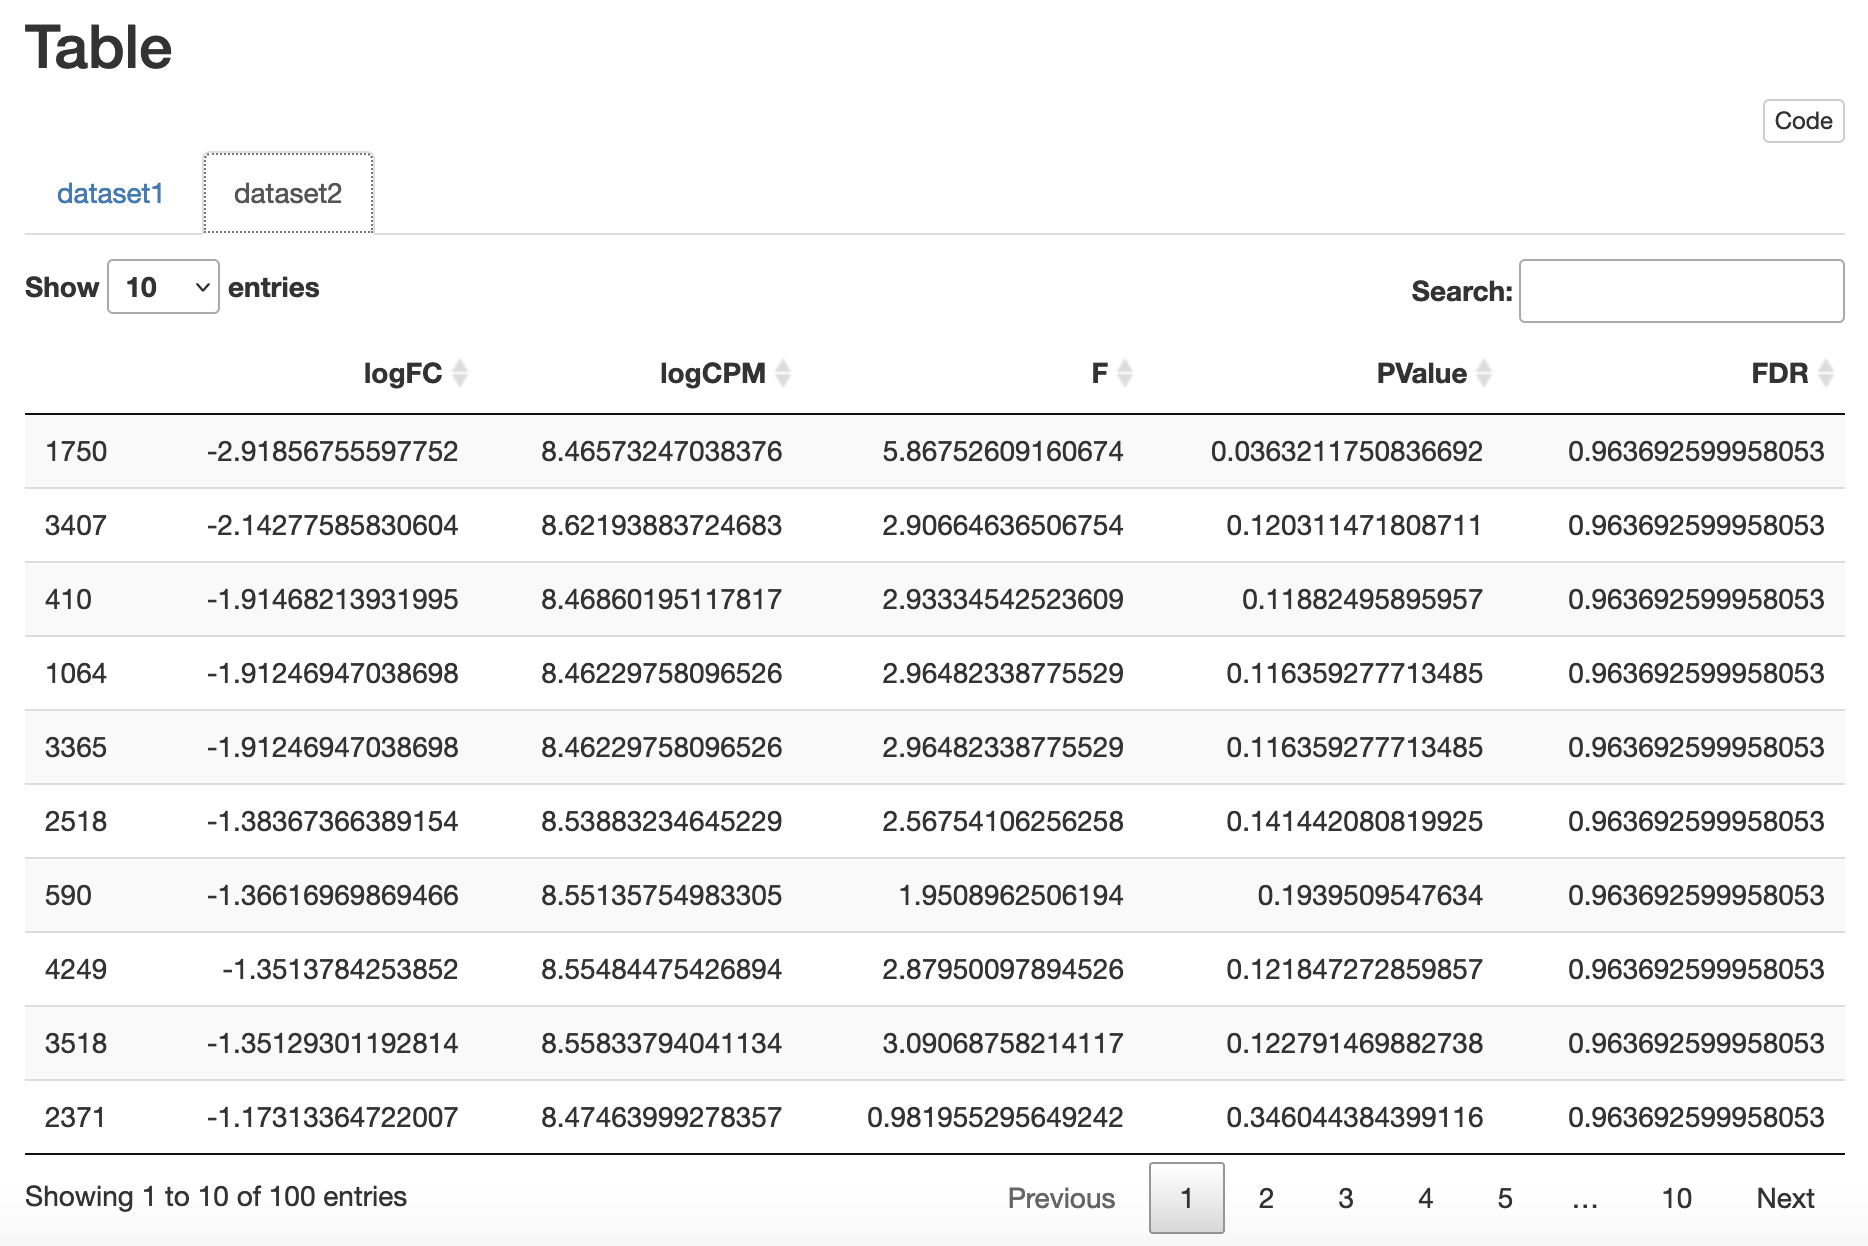 Table
Code
dataset1 dataset2
Show 10 entries Search:
logFC logCPM F PValue FDR
1750 -2.91856755597752 8.46573247038376 5.86752609160674 0.0363211750836692 0.963692599958053
3407 -2.14277585830604 8.62193883724683 2.90664636506754 0.120311471808711 0.963692599958053
410 -1.91468213931995 8.46860195117817 2.93334542523609 0.11882495895957 0.963692599958053
1064 -1.91246947038698 8.46229758096526 2.96482338775529 0.116359277713485 0.963692599958053
3365 -1.91246947038698 8.46229758096526 2.96482338775529 0.116359277713485 0.963692599958053
2518 -1.38367366389154 8.53883234645229 2.56754106256258 0.141442080819925 0.963692599958053
590 -1.36616969869466 8.55135754983305 1.9508962506194 0.1939509547634 0.963692599958053
4249 -1.3513784253852 8.55484475426894 2.87950097894526 0.121847272859857 0.963692599958053
3518 -1.35129301192814 8.55833794041134 3.09068758214117 0.122791469882738 0.963692599958053
2371 -1.17313364722007 8.47463999278357 0.981955295649242 0.346044384399116 0.963692599958053
Showing 1 to 10 of 100 entries Previous 1 2 3 4 5 … 10 Next